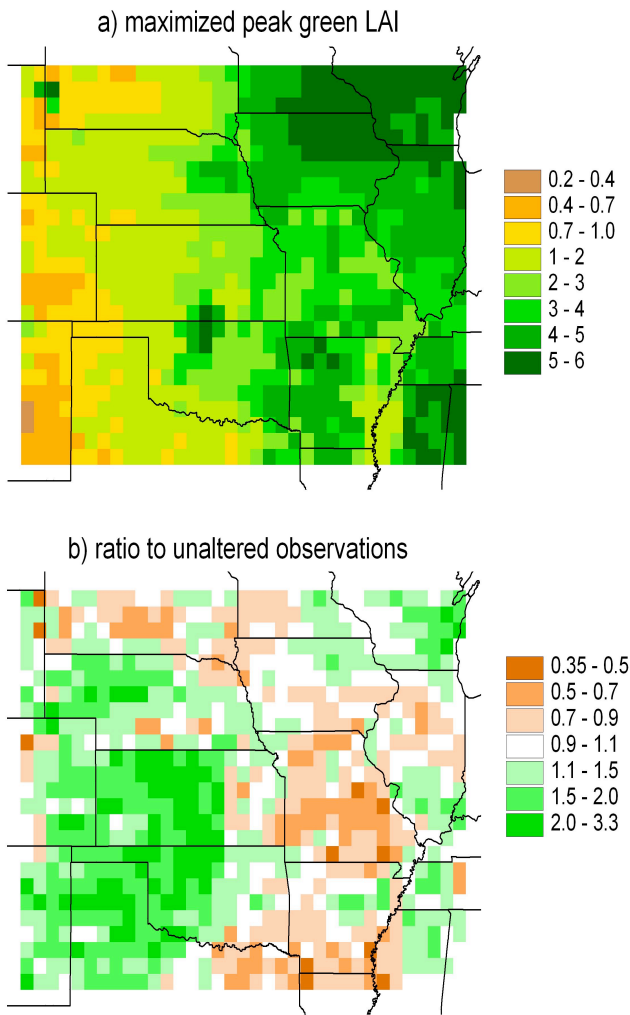 a) maximized peak green LAI
0.2 - 0.4
0.4 - 0.7
0.7 - 1.0
1 - 2
2 - 3
3 - 4
4 - 5
5 - 6
b) ratio to unaltered observations
0.35 - 0.5
0.5 - 0.7
0.7 - 0.9
0.9 - 1.1
1.1 - 1.5
1.5 - 2.0
2.0 - 3.3